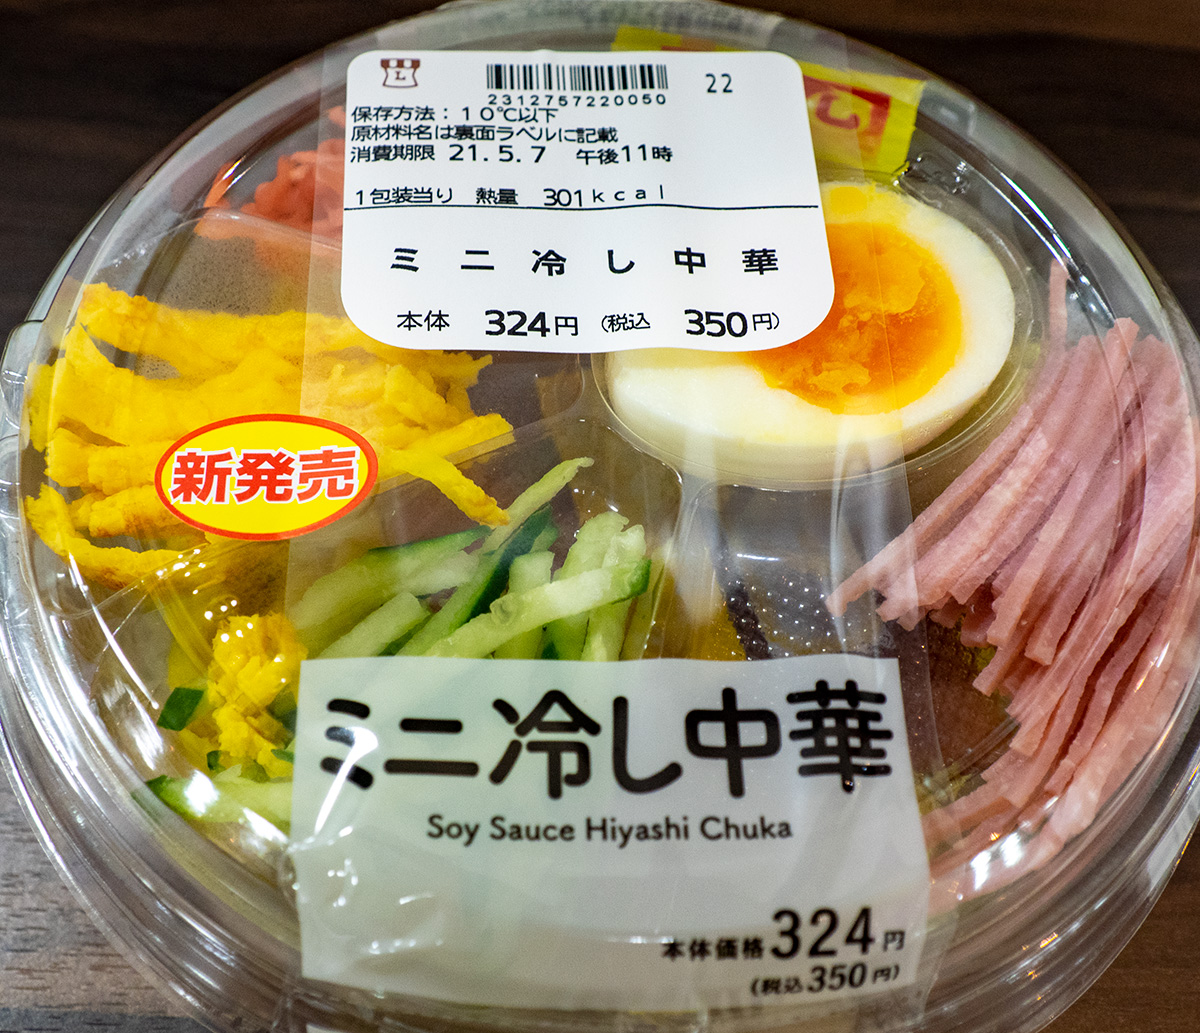 L
2312757220050
22
保存方法：10℃以下
原材料名は裏面ラベルに記載
消費期限 21.5.7 午後11時
1包装当り 熱量 301kcal
ミニ冷し中華
本体 324円 (税込 350円)
新発売
ミニ冷し中華
Soy Sauce Hiyashi Chuka
本体価格324円
(税込350円)